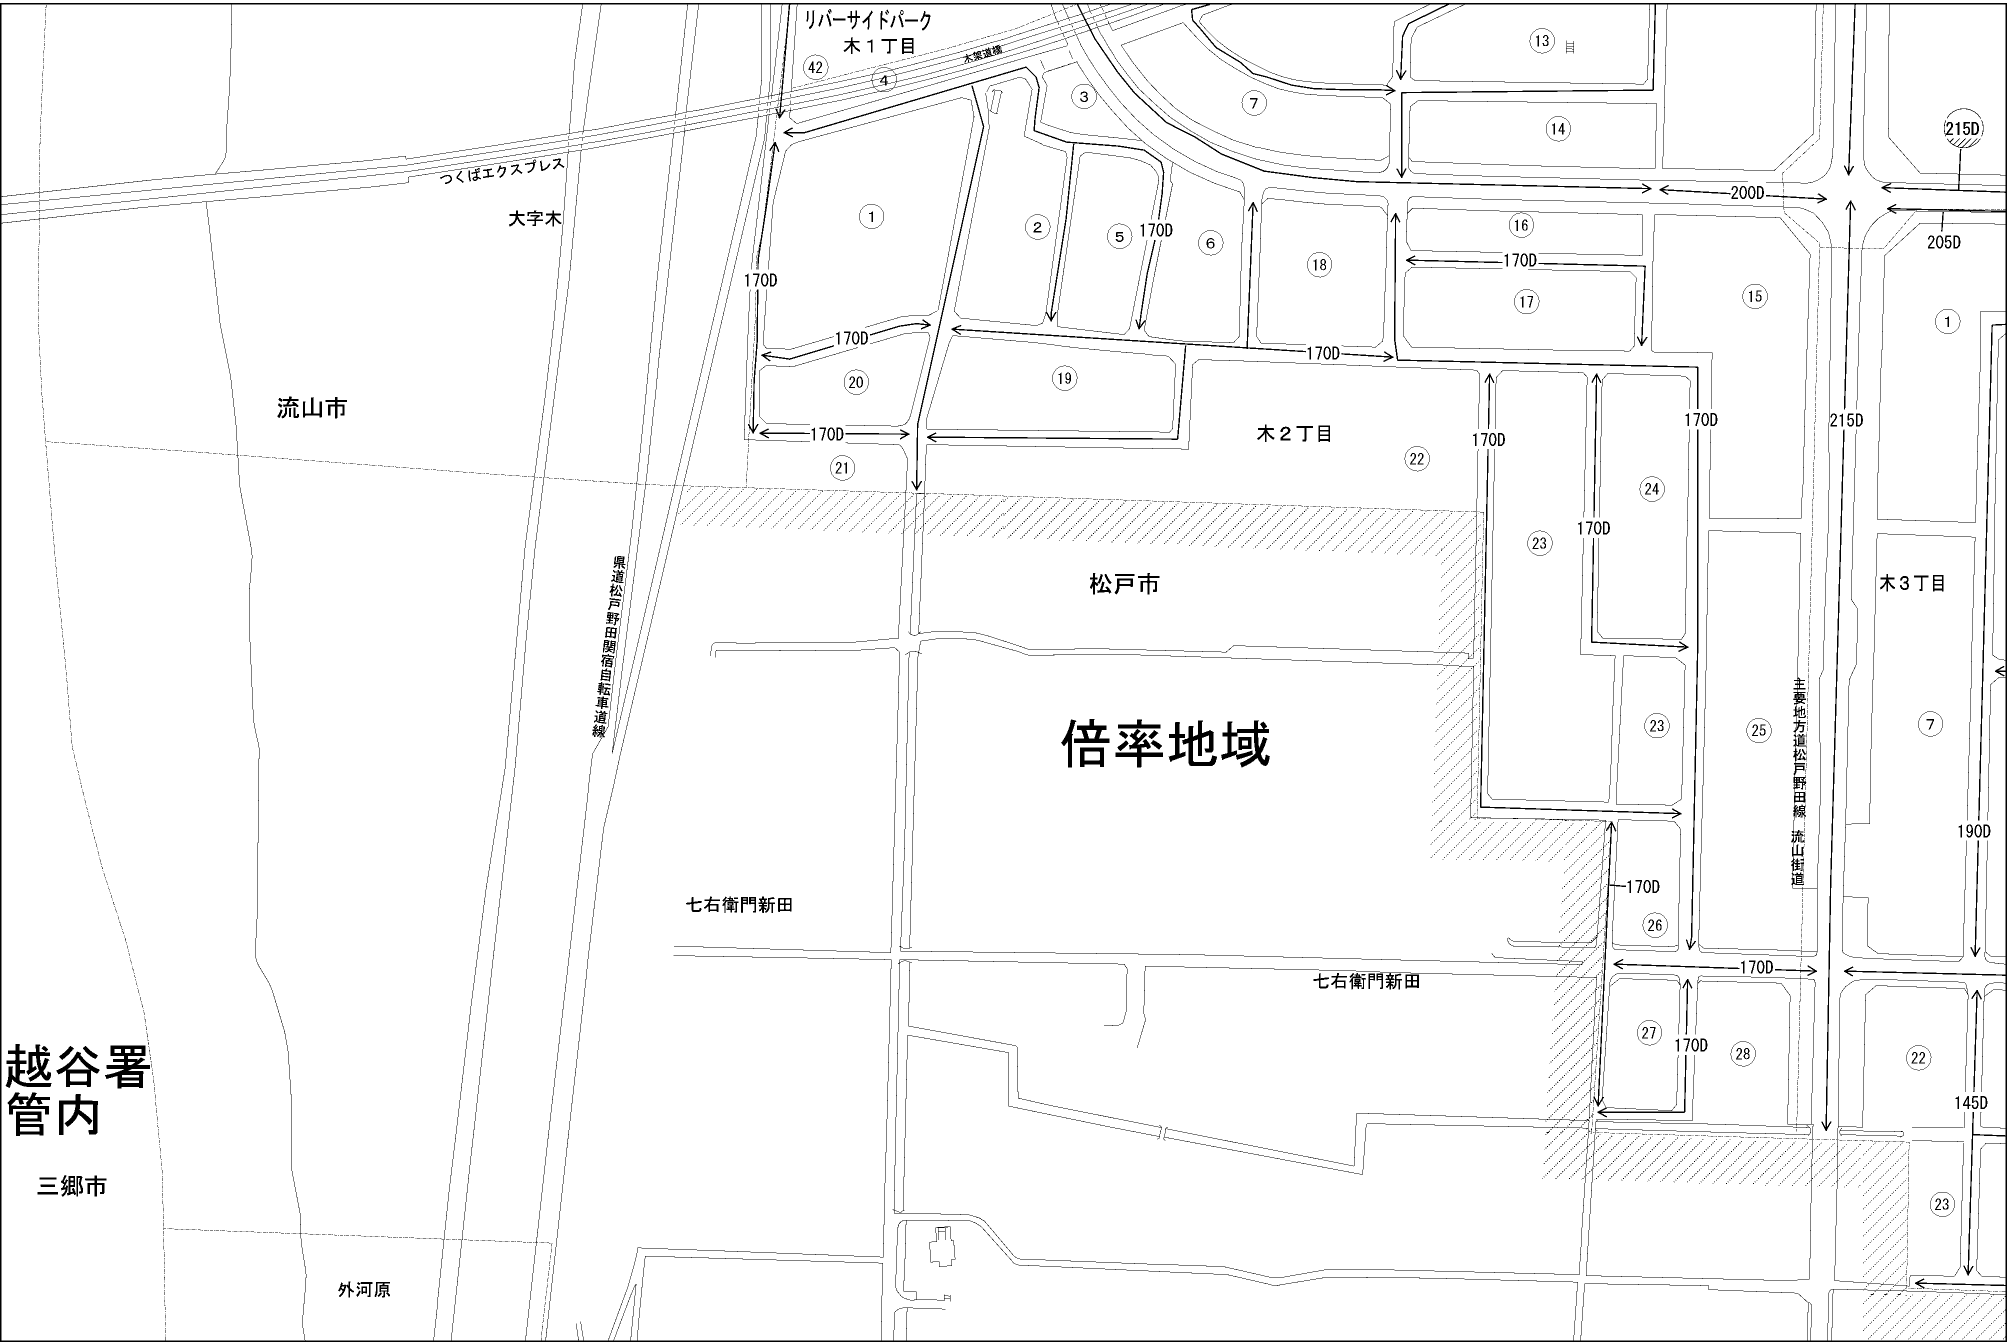 リバーサイドパーク
木１丁目
木架道橋
42
4
3
7
13
14
215D
つくばエクスプレス
大字木
200D
205D
1
2
5
170D
6
18
16
170D
17
15
1
170D
170D
170D
20
19
流山市
170D
木２丁目
170D
170D
215D
21
22
24
23
170D
松戸市
木３丁目
県道松戸野田関宿自転車道線
倍率地域
23
25
主要地方道松戸野田線 流山街道
7
190D
170D
26
七右衛門新田
七右衛門新田
170D
27
170D
28
22
145D
越谷署
管内
三郷市
23
外河原